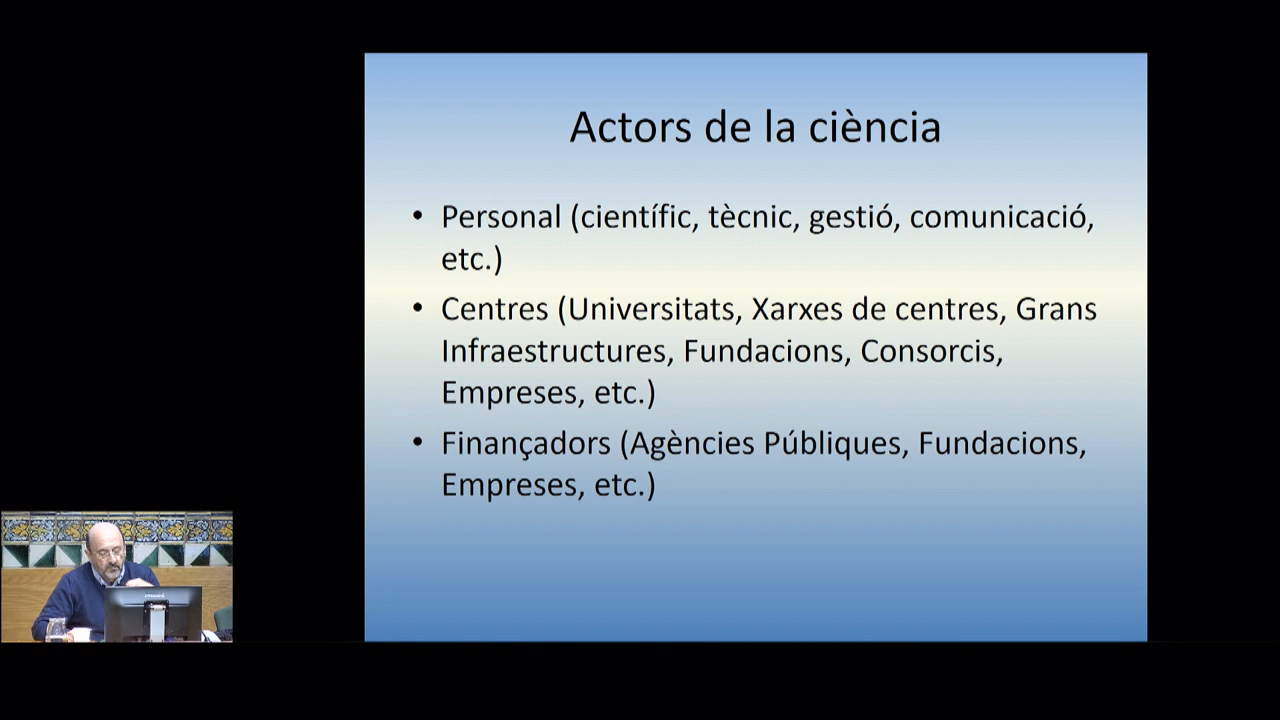 Actors de la ciència
• Personal (científic, tècnic, gestió, comunicació,
etc.)
• Centres (Universitats, Xarxes de centres, Grans
Infraestructures, Fundacions, Consorcis,
Empreses, etc.)
• Finançadors (Agències Públiques, Fundacions,
Empreses, etc.)